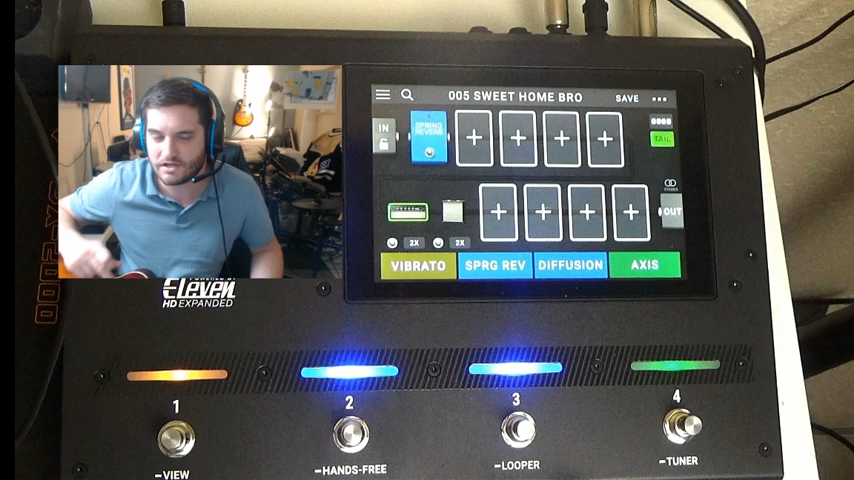 005 SWEET HOME BRO
SAVE
IN
SPRING
REVERB
TAIL
OUT
2X
2X
VIBRATO
SPRG REV
DIFFUSION
AXIS
POWERED BY
ELEVEN
HD EXPANDED
1
2
3
4
VIEW
HANDS-FREE
LOOPER
TUNER